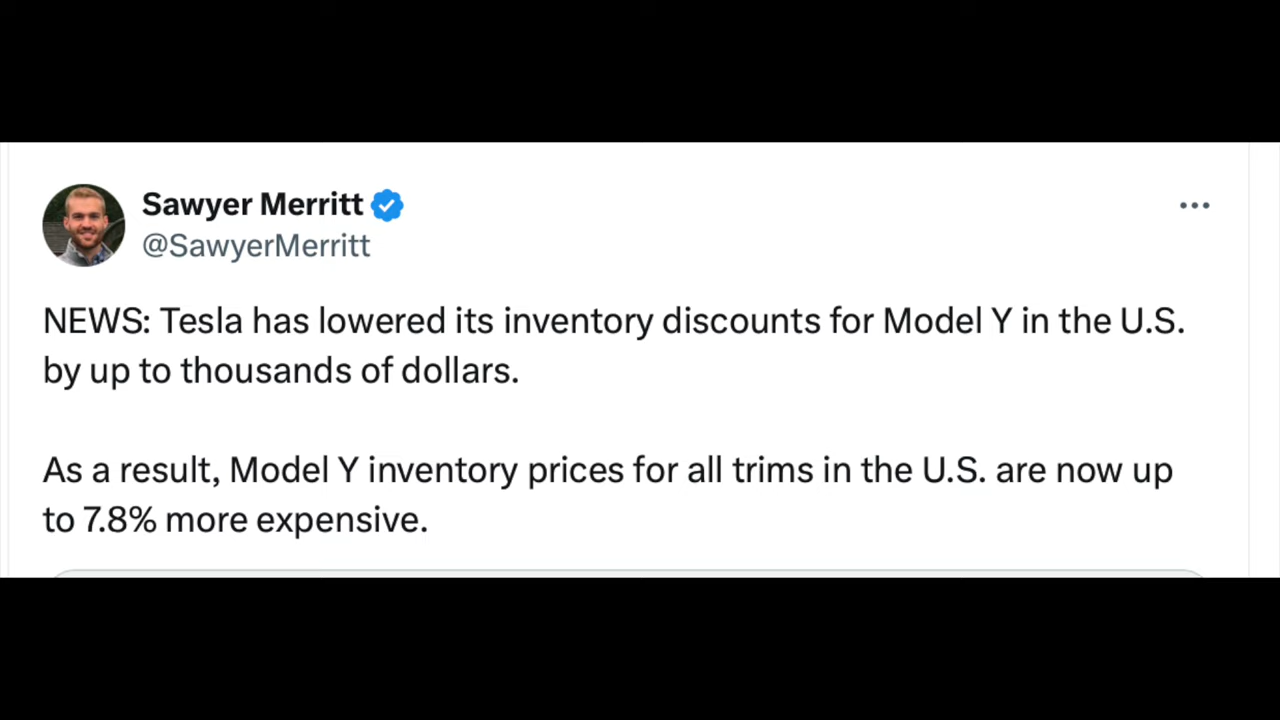 Sawyer Merritt
@SawyerMerritt
NEWS: Tesla has lowered its inventory discounts for Model Y in the U.S.
by up to thousands of dollars.
As a result, Model Y inventory prices for all trims in the U.S. are now up
to 7.8% more expensive.